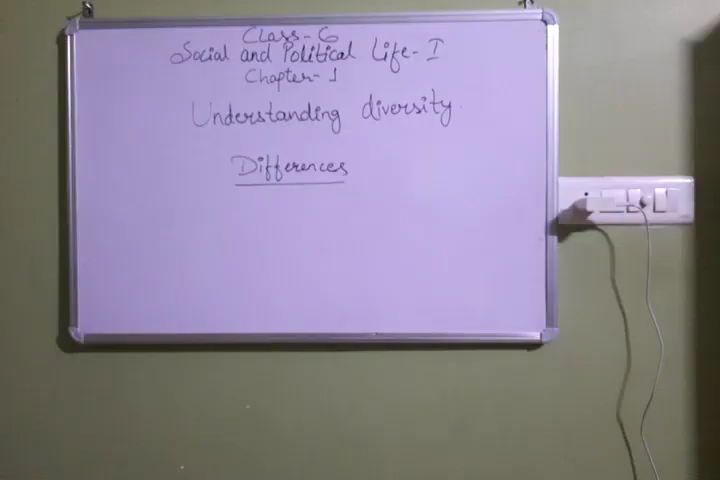 Class-6
Social and Political Life-I
Chapter-1
Understanding diversity.
Differences